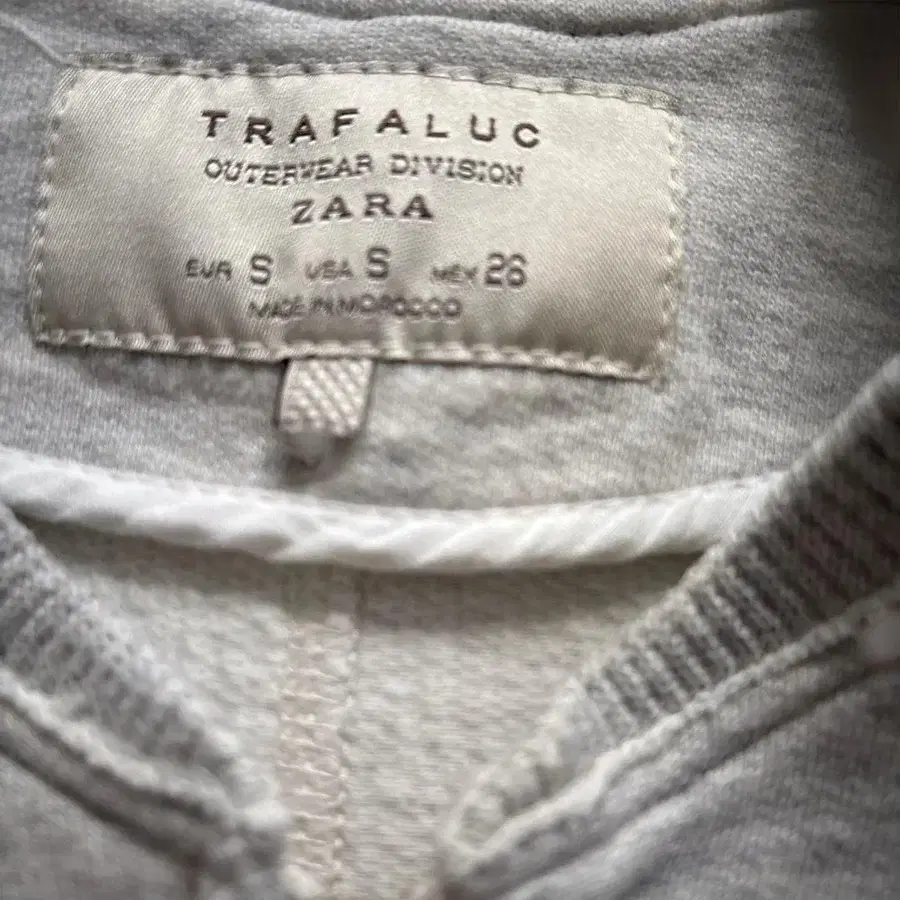 TRAFALUC
OUTERWEAR DIVISION
ZARA
EUR S USA S MEX 26
MADE IN MOROCCO